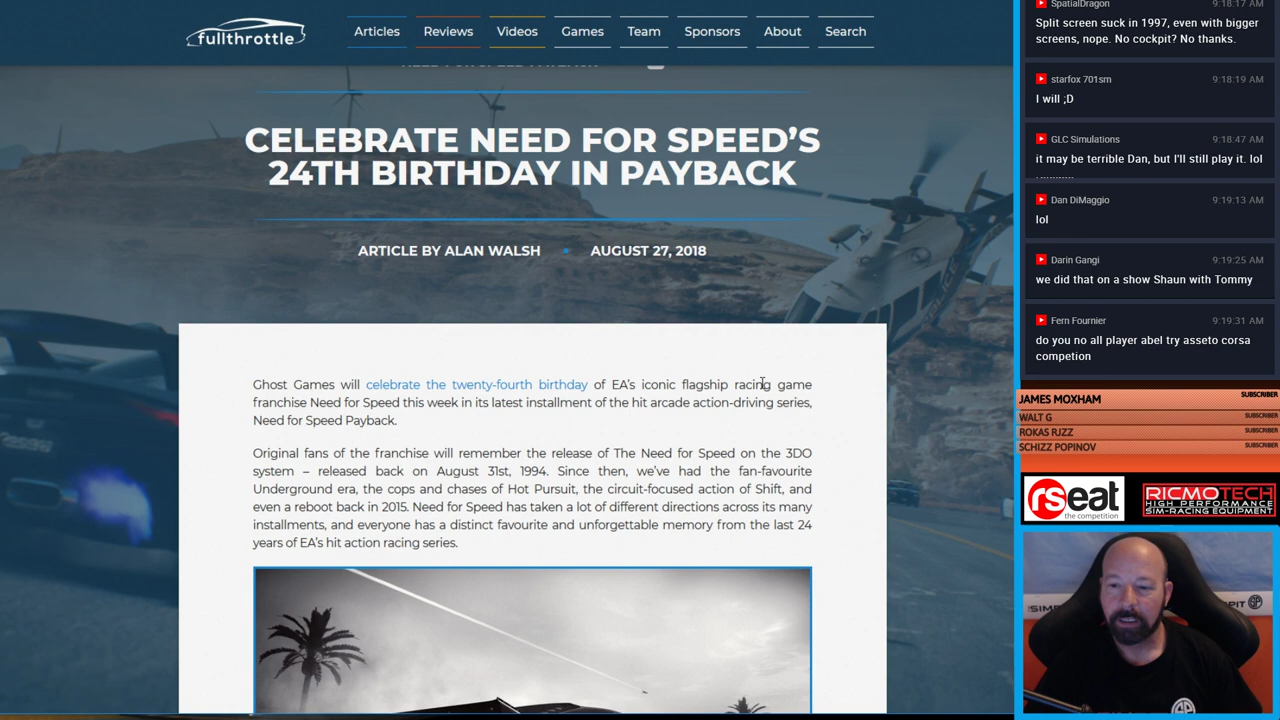 fullthrottle
Articles
Reviews
Videos
Games
Team
Sponsors
About
Search
CELEBRATE NEED FOR SPEED’S
24TH BIRTHDAY IN PAYBACK
ARTICLE BY ALAN WALSH
AUGUST 27, 2018
Ghost Games will celebrate the twenty-fourth birthday of EA’s iconic flagship racing game
franchise Need for Speed this week in its latest installment of the hit arcade action-driving series,
Need for Speed Payback.
Original fans of the franchise will remember the release of The Need for Speed on the 3DO
system – released back on August 31st, 1994. Since then, we’ve had the fan-favourite
Underground era, the cops and chases of Hot Pursuit, the circuit-focused action of Shift, and
even a reboot back in 2015. Need for Speed has taken a lot of different directions across its many
installments, and everyone has a distinct favourite and unforgettable memory from the last 24
years of EA’s hit action racing series.
SpatialDragon 9:18:17 AM
Split screen suck in 1997, even with bigger
screens, nope. No cockpit? No thanks.
starfox 701sm 9:18:19 AM
I will ;D
GLC Simulations 9:18:47 AM
it may be terrible Dan, but I'll still play it. lol
Dan DiMaggio 9:19:13 AM
lol
Darin Gangi 9:19:25 AM
we did that on a show Shaun with Tommy
Fern Fournier 9:19:31 AM
do you no all player abel try asseto corsa
competion
JAMES MOXHAM SUBSCRIBER
WALT G SUBSCRIBER
ROKAS RJZZ SUBSCRIBER
SCHIZZ POPINOV SUBSCRIBER
rseat
the competition
RICMOTECH
HIGH PERFORMANCE
SIM-RACING EQUIPMENT